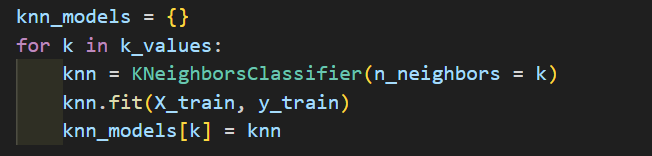 knn_models = {}
for k in k_values:
    knn = KNeighborsClassifier(n_neighbors = k)
    knn.fit(X_train, y_train)
    knn_models[k] = knn